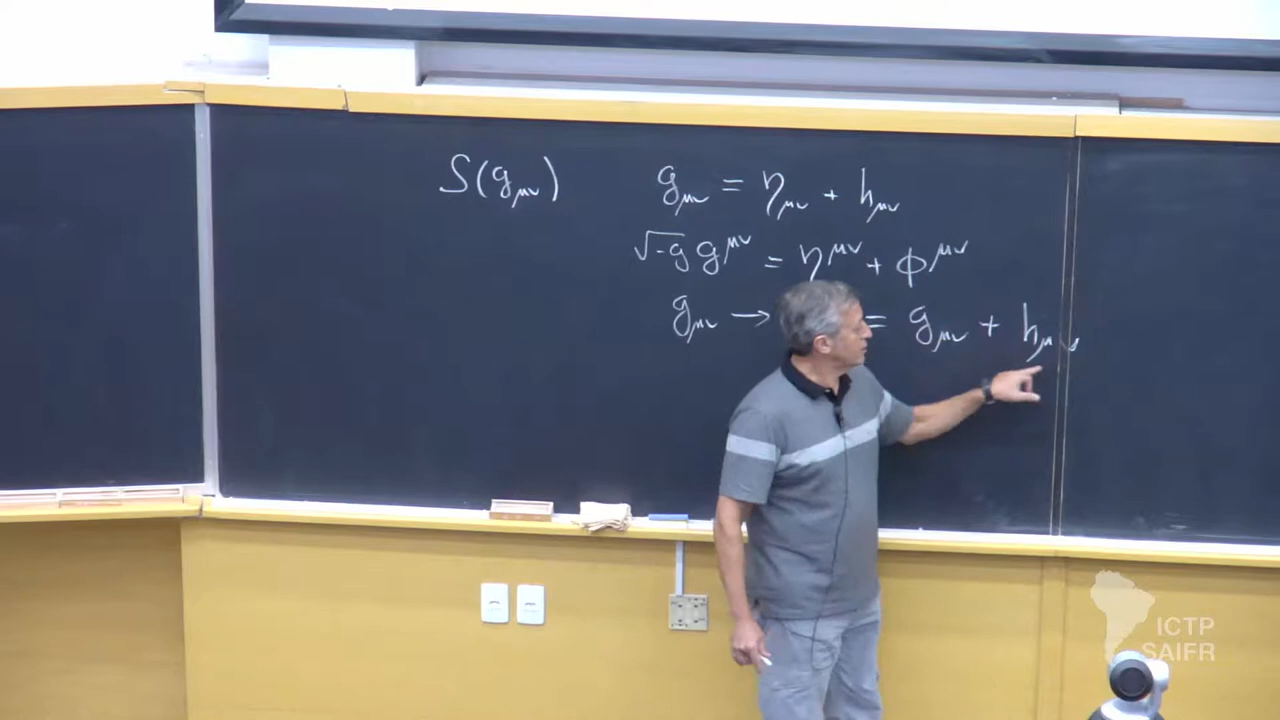 S(g_μν)    g_μν = η_μν + h_μν
√-g g^μν = η^μν + φ^μν
g_μν → = g_μν + h_μν
ICTP
SAIFR